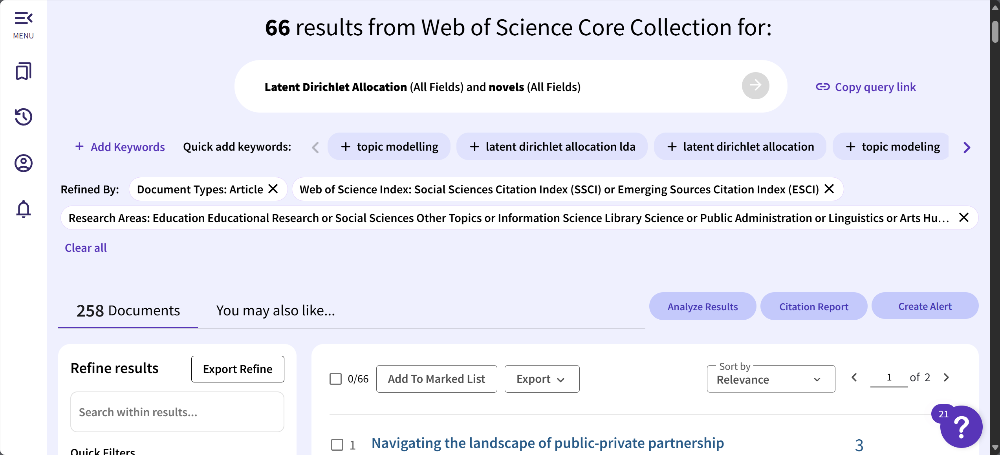 MENU
66 results from Web of Science Core Collection for:
Latent Dirichlet Allocation (All Fields) and novels (All Fields)
Copy query link
+ Add Keywords
Quick add keywords:
+ topic modelling
+ latent dirichlet allocation lda
+ latent dirichlet allocation
+ topic modeling
Refined By:
Document Types: Article
Web of Science Index: Social Sciences Citation Index (SSCI) or Emerging Sources Citation Index (ESCI)
Research Areas: Education Educational Research or Social Sciences Other Topics or Information Science Library Science or Public Administration or Linguistics or Arts Hu...
Clear all
258 Documents
You may also like...
Analyze Results
Citation Report
Create Alert
Refine results
Export Refine
Search within results...
Quick Filters
0/66
Add To Marked List
Export
Sort by
Relevance
1 of 2
21
?
1 Navigating the landscape of public-private partnership
3